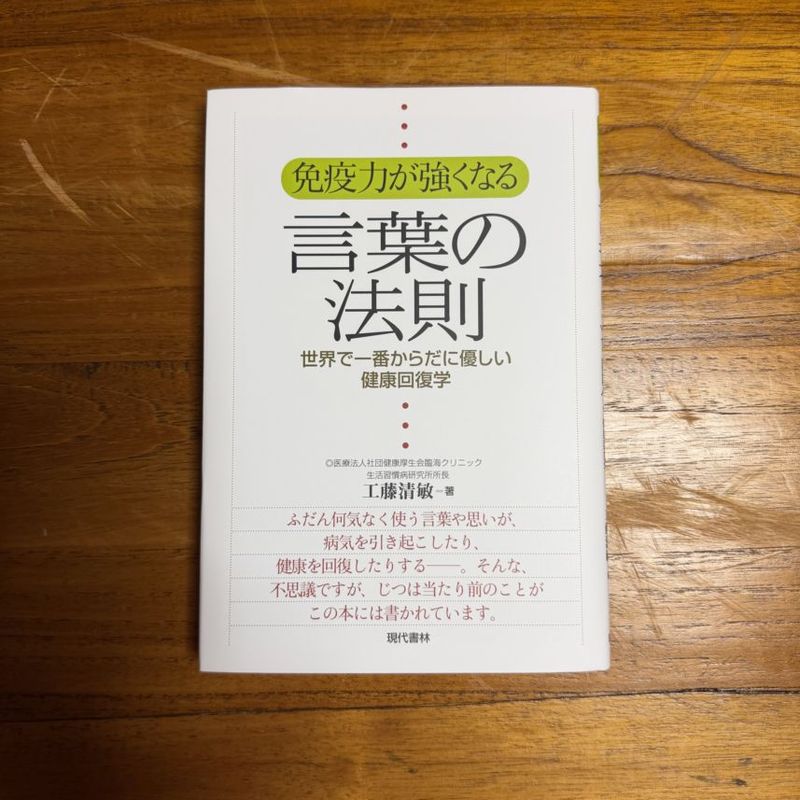 免疫力が強くなる
言葉の
法則
世界で一番からだに優しい
健康回復学
◎医療法人社団健康厚生会臨海クリニック
生活習慣病研究所所長
工藤清敏＝著
ふだん何気なく使う言葉や思いが、
病気を引き起こしたり、
健康を回復したりする――。そんな、
不思議ですが、じつは当たり前のことが
この本には書かれています。
現代書林